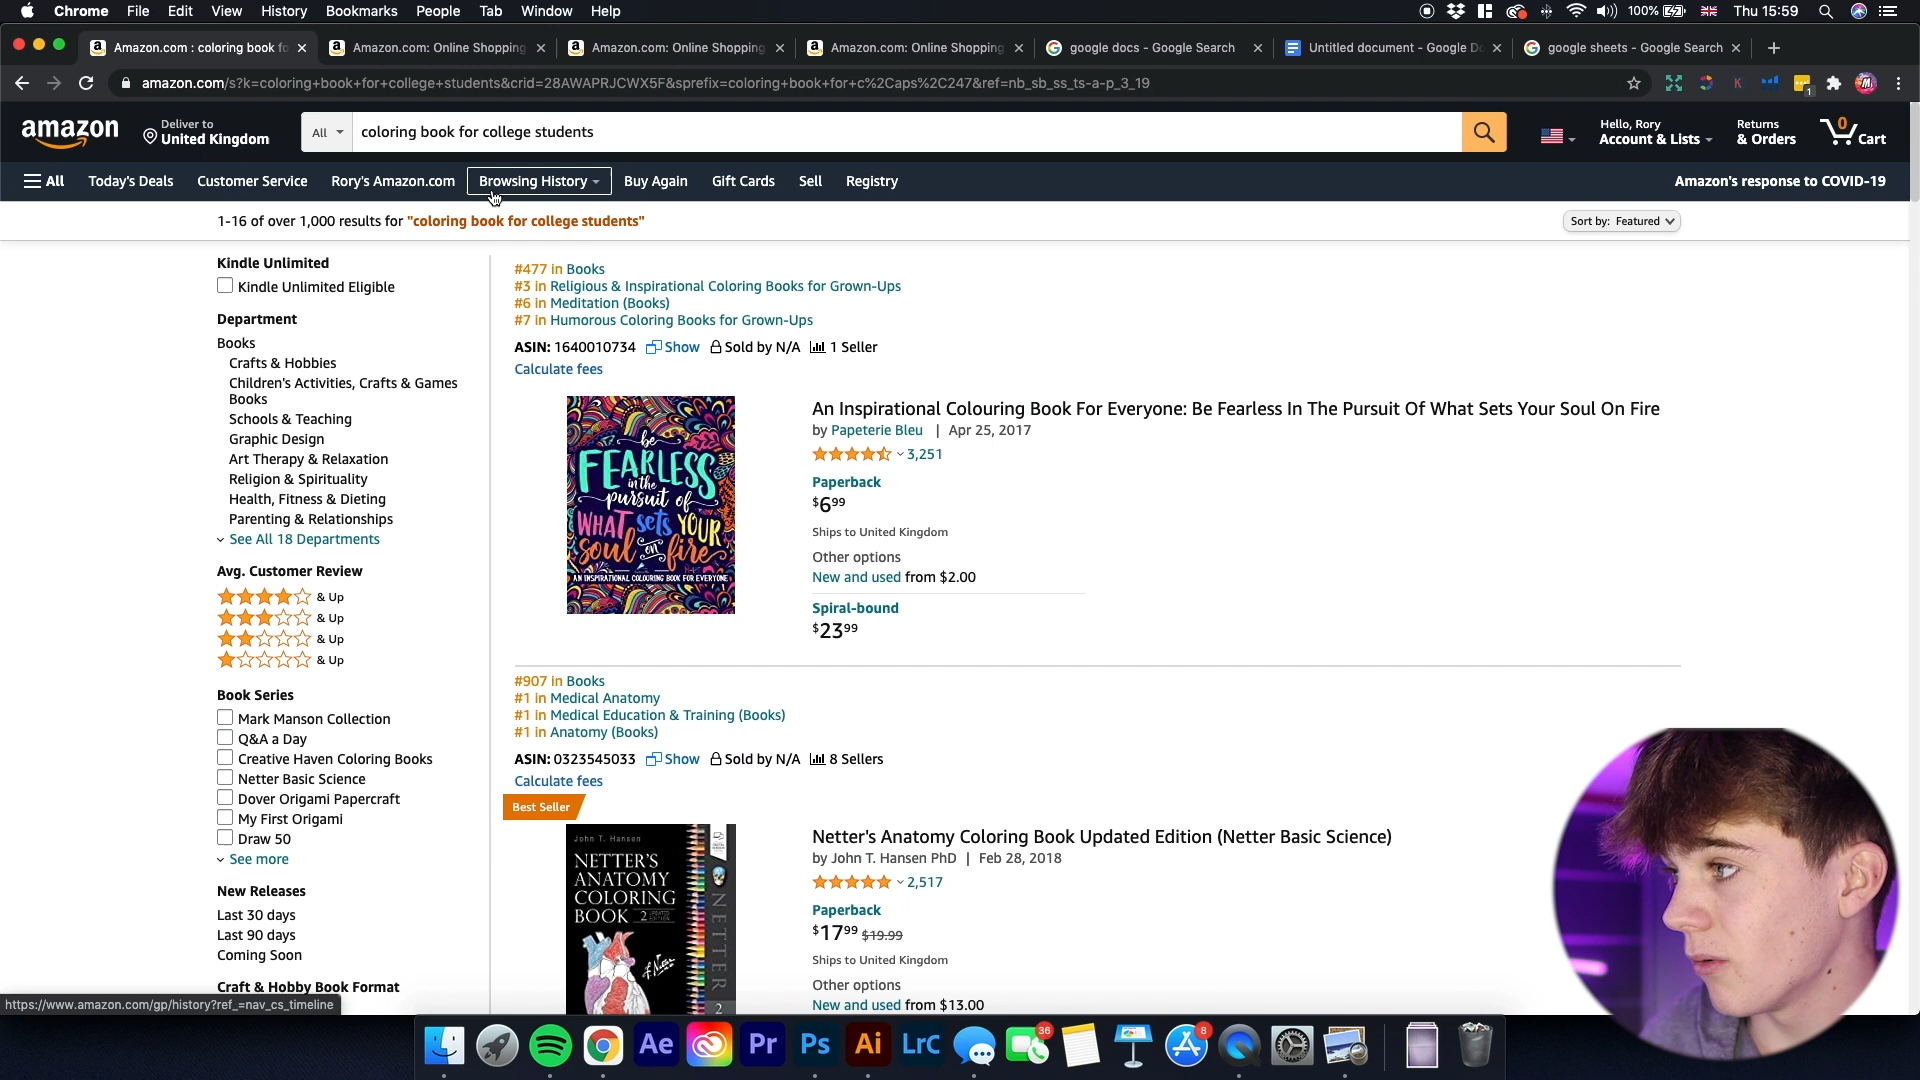 Chrome File Edit View History Bookmarks People Tab Window Help 100% Thu 15:59
Amazon.com : coloring book fo Amazon.com: Online Shopping Amazon.com: Online Shopping Amazon.com: Online Shopping google docs - Google Search Untitled document - Google Do google sheets - Google Search
amazon.com/s?k=coloring+book+for+college+students&crid=28AWAPRJCWX5F&sprefix=coloring+book+for+c%2Caps%2C247&ref=nb_sb_ss_ts-a-p_3_19
1
amazon
Deliver to
United Kingdom
All
coloring book for college students
Hello, Rory
Account & Lists
Returns
& Orders
0
Cart
All Today's Deals Customer Service Rory's Amazon.com Browsing History Buy Again Gift Cards Sell Registry Amazon's response to COVID-19
1-16 of over 1,000 results for "coloring book for college students"
Sort by: Featured
Kindle Unlimited
Kindle Unlimited Eligible
Department
Books
Crafts & Hobbies
Children's Activities, Crafts & Games
Books
Schools & Teaching
Graphic Design
Art Therapy & Relaxation
Religion & Spirituality
Health, Fitness & Dieting
Parenting & Relationships
See All 18 Departments
Avg. Customer Review
& Up
& Up
& Up
& Up
Book Series
Mark Manson Collection
Q&A a Day
Creative Haven Coloring Books
Netter Basic Science
Dover Origami Papercraft
My First Origami
Draw 50
See more
New Releases
Last 30 days
Last 90 days
Coming Soon
Craft & Hobby Book Format
https://www.amazon.com/gp/history?ref_=nav_cs_timeline
#477 in Books
#3 in Religious & Inspirational Coloring Books for Grown-Ups
#6 in Meditation (Books)
#7 in Humorous Coloring Books for Grown-Ups
ASIN: 1640010734 Show Sold by N/A 1 Seller
Calculate fees
be
FEARLESS
in the
pursuit of
WHAT sets YOUR
soul on fire
AN INSPIRATIONAL COLOURING BOOK FOR EVERYONE
An Inspirational Colouring Book For Everyone: Be Fearless In The Pursuit Of What Sets Your Soul On Fire
by Papeterie Bleu | Apr 25, 2017
3,251
Paperback
$699
Ships to United Kingdom
Other options
New and used from $2.00
Spiral-bound
$2399
#907 in Books
#1 in Medical Anatomy
#1 in Medical Education & Training (Books)
#1 in Anatomy (Books)
ASIN: 0323545033 Show Sold by N/A 8 Sellers
Calculate fees
Best Seller
John T. Hansen
NETTER'S
ANATOMY
COLORING
BOOK 2 UPDATED EDITION
NETTER
2
Netter's Anatomy Coloring Book Updated Edition (Netter Basic Science)
by John T. Hansen PhD | Feb 28, 2018
2,517
Paperback
$1799 $19.99
Ships to United Kingdom
Other options
New and used from $13.00
Ae Pr Ps Ai LrC 36 8